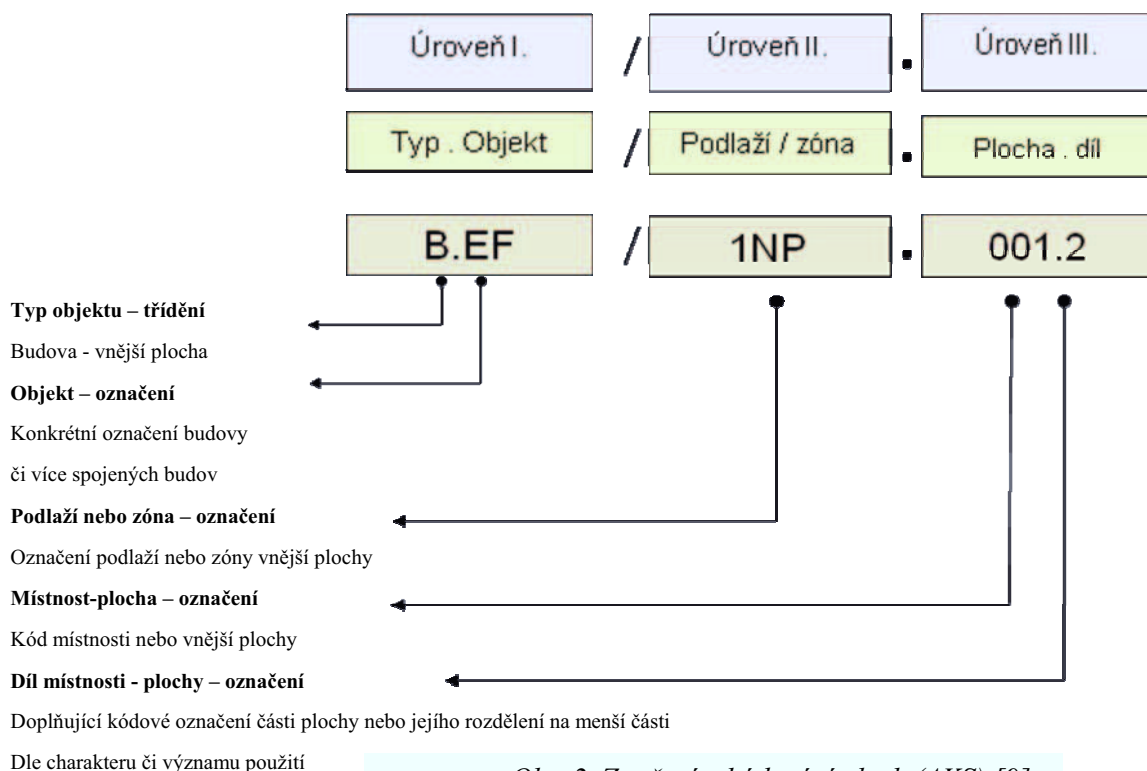 Úroveň I. / Úroveň II. . Úroveň III.
Typ . Objekt / Podlaží / zóna . Plocha . díl
B.EF / 1NP . 001.2
Typ objektu – třídění
Budova - vnější plocha
Objekt – označení
Konkrétní označení budovy
či více spojených budov
Podlaží nebo zóna – označení
Označení podlaží nebo zóny vnější plochy
Místnost-plocha – označení
Kód místnosti nebo vnější plochy
Díl místnosti - plochy – označení
Doplňující kódové označení části plochy nebo jejího rozdělení na menší části
Dle charakteru či významu použití